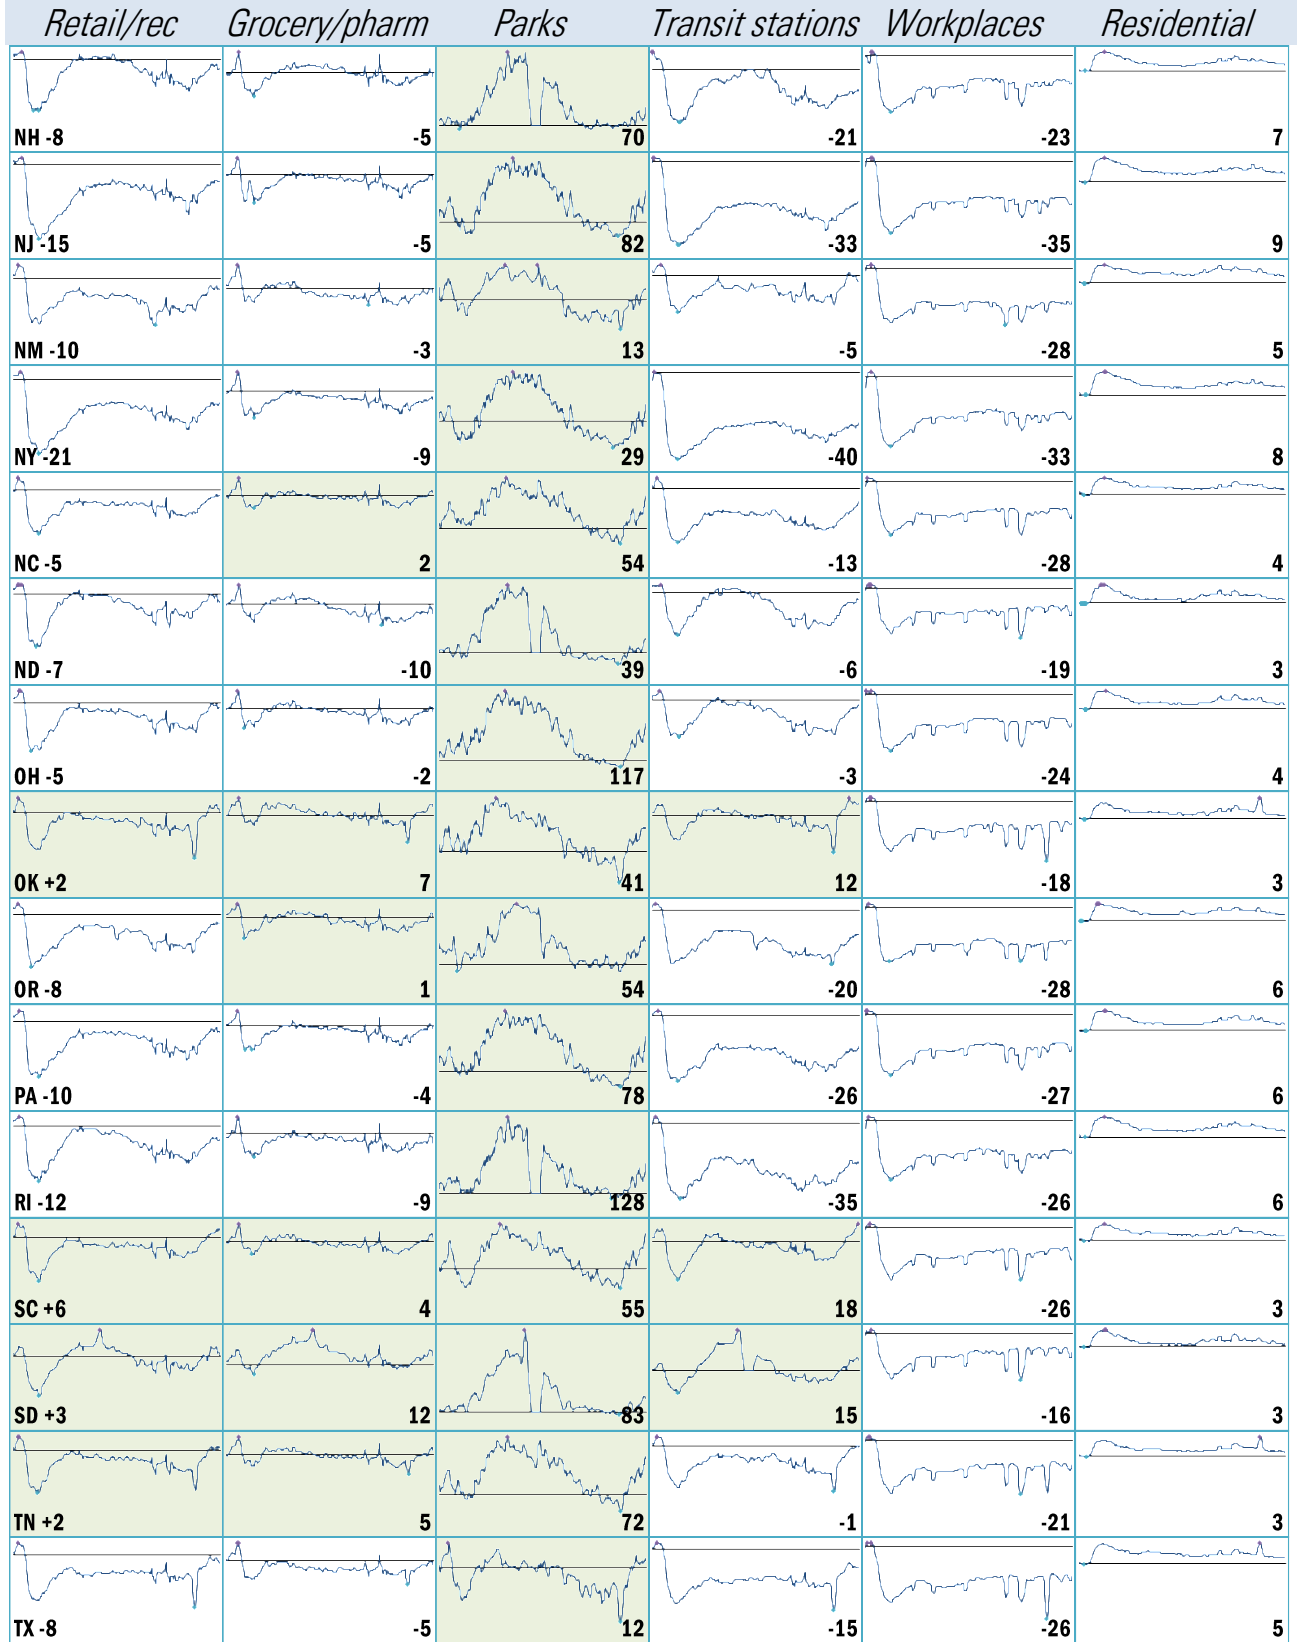 Retail/rec Grocery/pharm Parks Transit stations Workplaces Residential
NH -8 -5 70 -21 -23 7
NJ -15 -5 82 -33 -35 9
NM -10 -3 13 -5 -28 5
NY -21 -9 29 -40 -33 8
NC -5 2 54 -13 -28 4
ND -7 -10 39 -6 -19 3
OH -5 -2 117 -3 -24 4
OK +2 7 41 12 -18 3
OR -8 1 54 -20 -28 6
PA -10 -4 78 -26 -27 6
RI -12 -9 128 -35 -26 6
SC +6 4 55 18 -26 3
SD +3 12 83 15 -16 3
TN +2 5 72 -1 -21 3
TX -8 -5 12 -15 -26 5